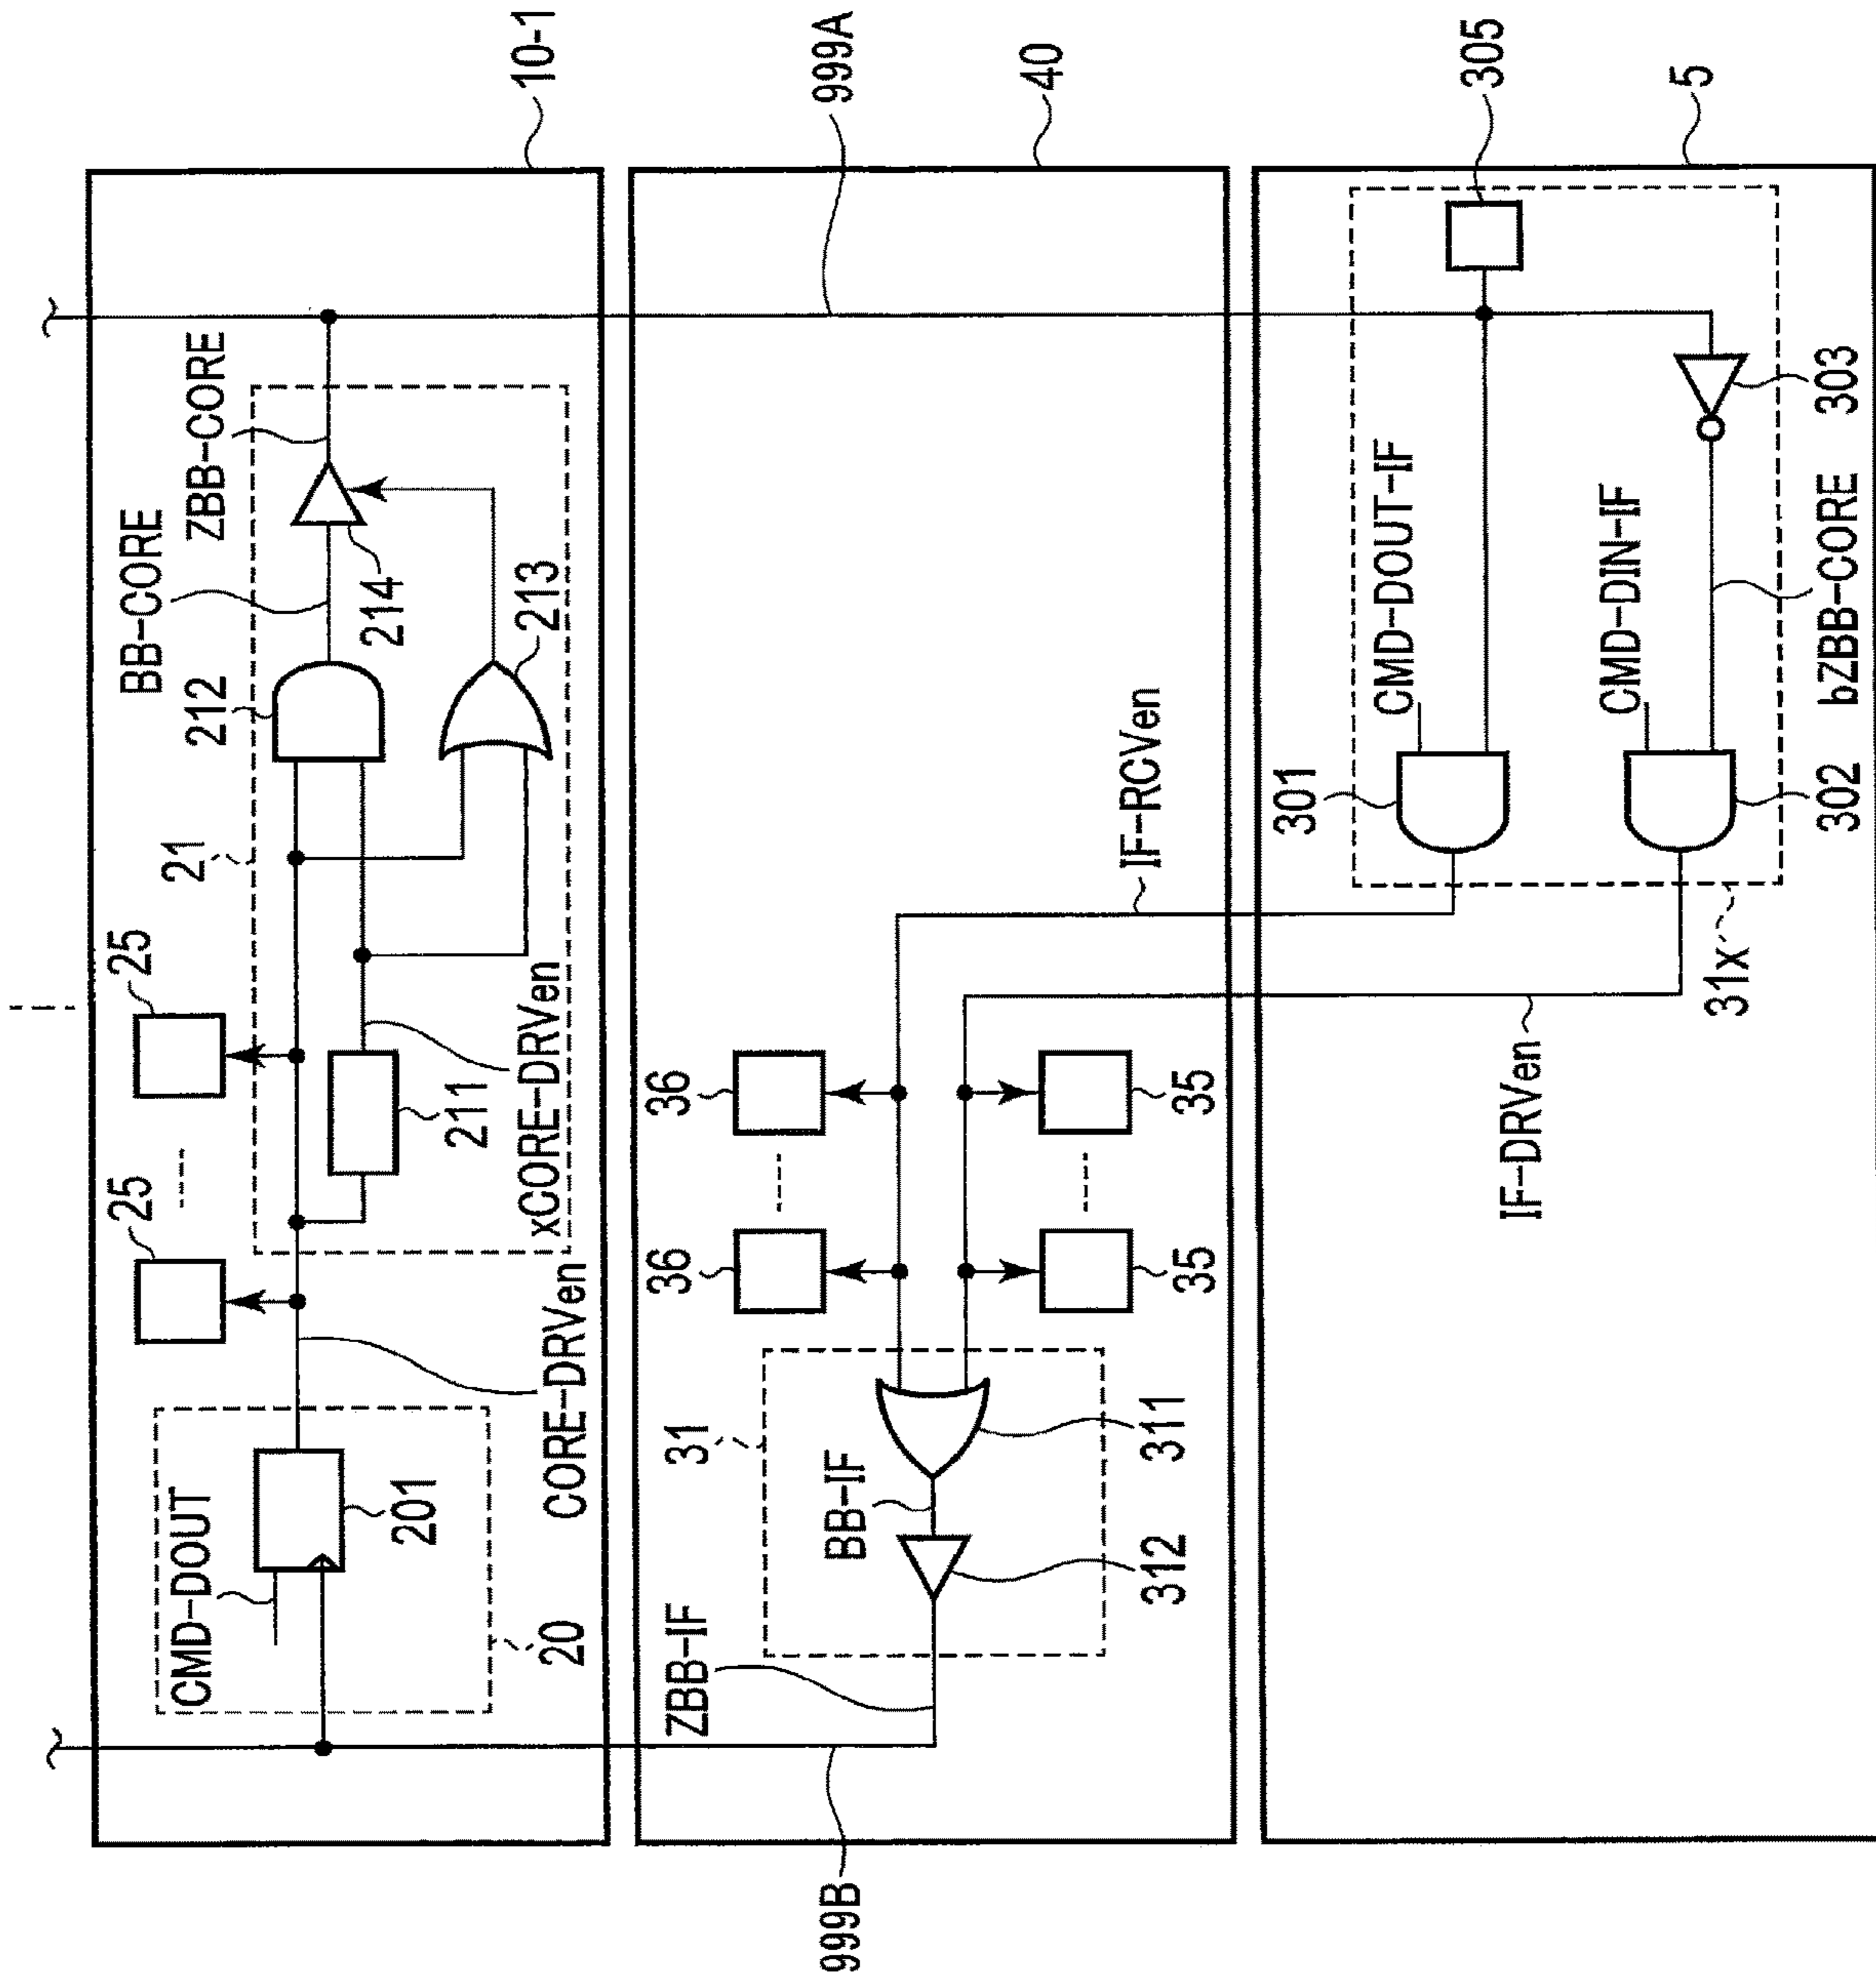 10-1
999A
40
305
5
ZBB-CORE
BB-CORE
212
214
213
21
25
25
211
xCORE-DRVen
CORE-DRVen
CMD-DOUT
201
20
IF-RCVen
36
36
35
35
31
BB-IF
311
312
ZBB-IF
999B
CMD-DOUT-IF
CMD-DIN-IF
301
302
303
bZBB-CORE
31x
IF-DRVen